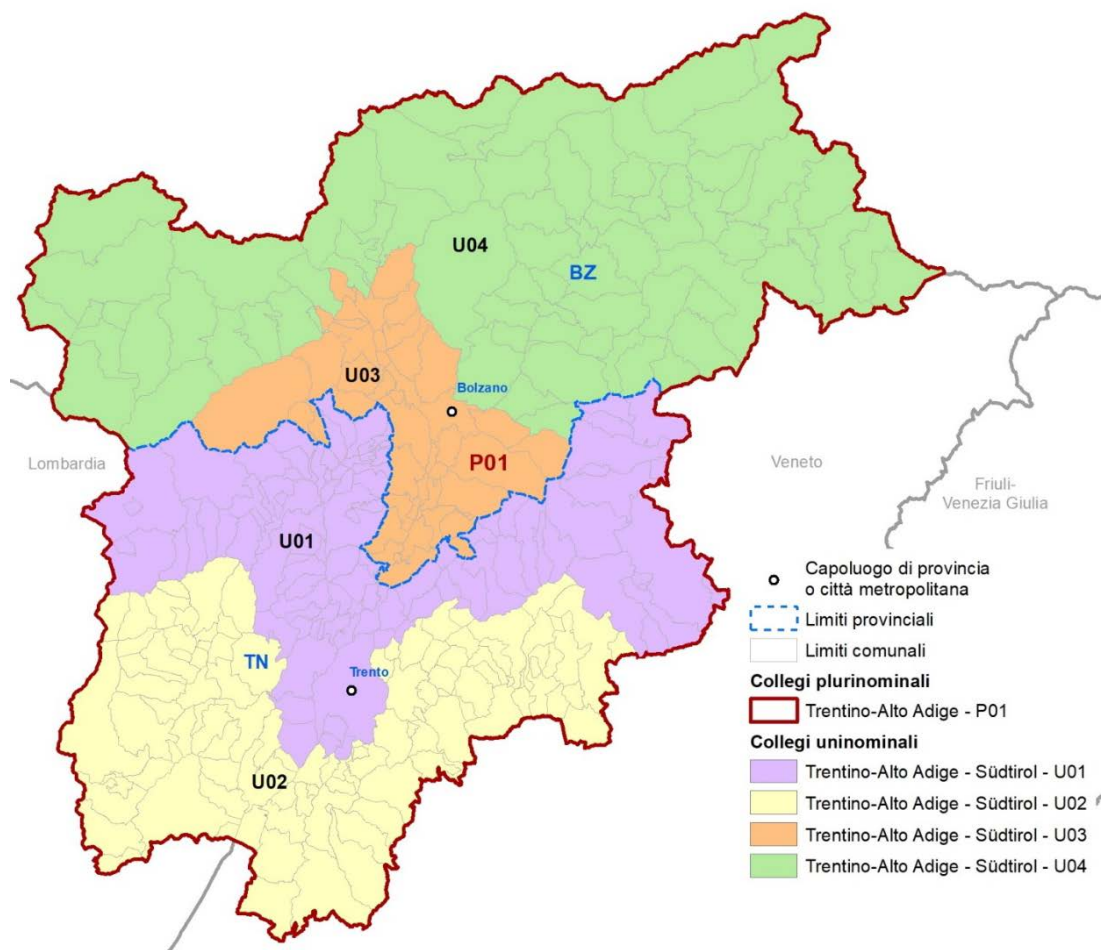 U04
BZ
U03
Bolzano
P01
Lombardia
Veneto
Friuli-
Venezia Giulia
U01
TN
Trento
U02
Capoluogo di provincia
o città metropolitana
Limiti provinciali
Limiti comunali
Collegi plurinominali
Trentino-Alto Adige - P01
Collegi uninominali
Trentino-Alto Adige - Südtirol - U01
Trentino-Alto Adige - Südtirol - U02
Trentino-Alto Adige - Südtirol - U03
Trentino-Alto Adige - Südtirol - U04